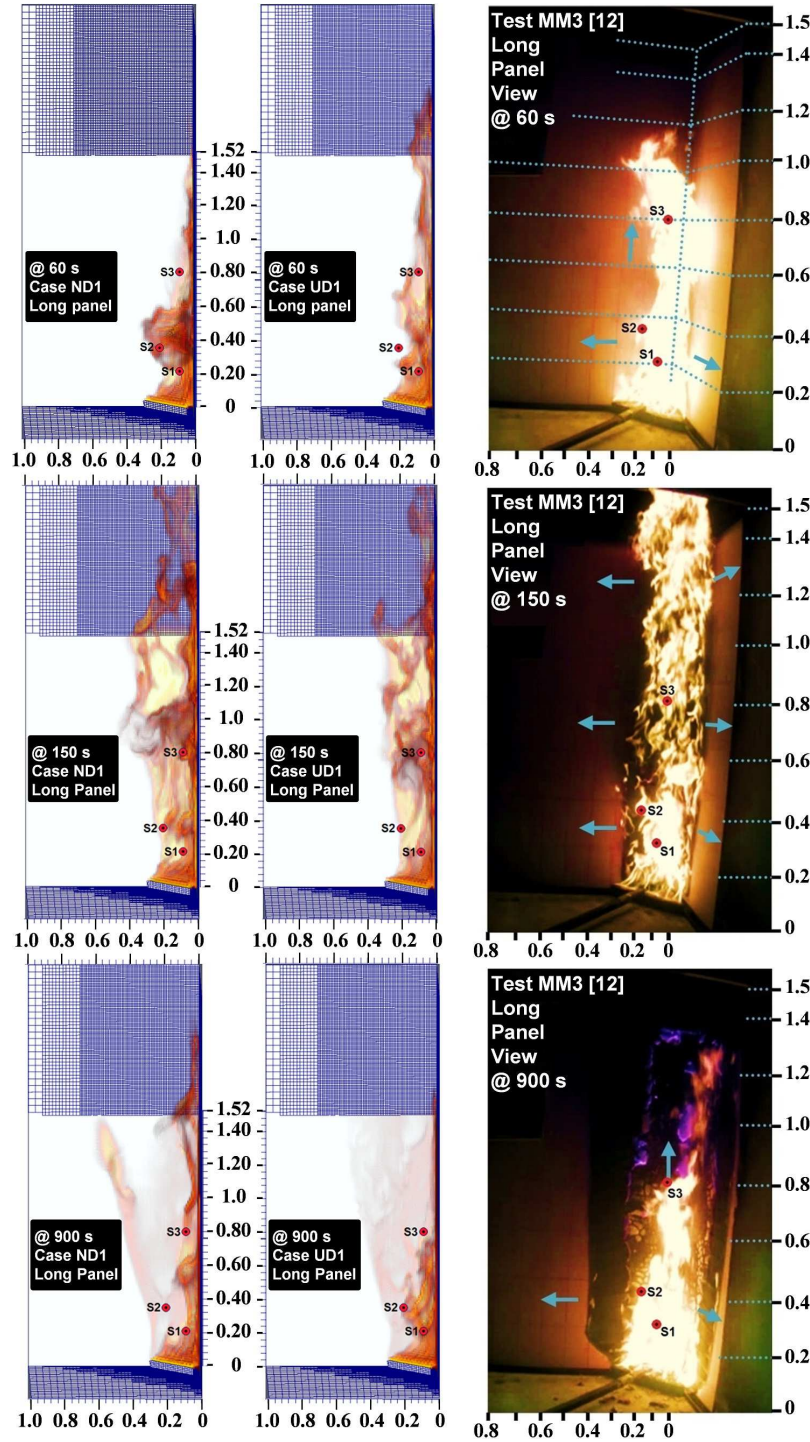 @ 60 s
Case ND1
Long panel
S3
S2
S1
1.52
1.40
1.0
0.80
0.60
0.40
0.20
0
1.0 0.8 0.6 0.4 0.2 0
@ 60 s
Case UD1
Long panel
S3
S2
S1
1.0 0.8 0.6 0.4 0.2 0
Test MM3 [12]
Long
Panel
View
@ 60 s
S3
S2
S1
1.5
1.4
1.2
1.0
0.8
0.4
0.2
0
0.8 0.6 0.4 0.2 0
@ 150 s
Case ND1
Long Panel
S3
S2
S1
1.52
1.40
1.20
1.0
0.80
0.60
0.40
0.20
0
1.0 0.8 0.6 0.4 0.2 0
@ 150 s
Case UD1
Long Panel
S3
S2
S1
1.0 0.8 0.6 0.4 0.2 0
Test MM3 [12]
Long
Panel
View
@ 150 s
S3
S2
S1
1.5
1.4
1.2
1.0
0.8
0.6
0.4
0.2
0
0.8 0.6 0.4 0.2 0
@ 900 s
Case ND1
Long Panel
S3
S2
S1
1.52
1.40
1.20
1.0
0.80
0.60
0.40
0.20
0
1.0 0.8 0.6 0.4 0.2 0
@ 900 s
Case UD1
Long Panel
S3
S2
S1
1.0 0.8 0.6 0.4 0.2 0
Test MM3 [12]
Long
Panel
View
@ 900 s
S3
S2
S1
1.5
1.4
1.2
1.0
0.8
0.6
0.4
0.2
0
0.8 0.6 0.4 0.2 0